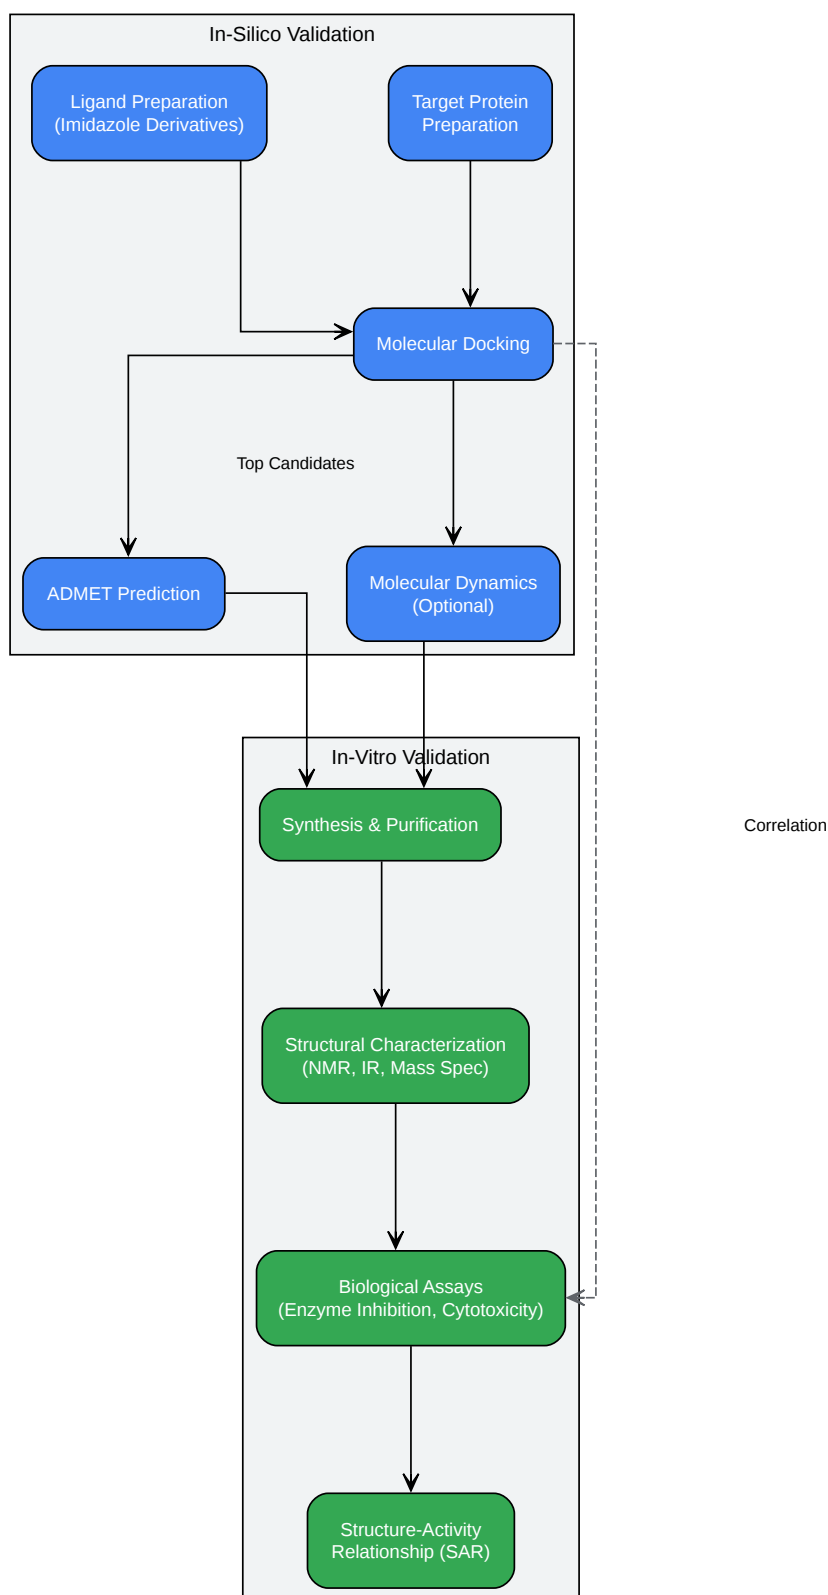 In-Silico Validation
Ligand Preparation
(Imidazole Derivatives)
Target Protein
Preparation
Molecular Docking
Top Candidates
ADMET Prediction
Molecular Dynamics
(Optional)
In-Vitro Validation
Synthesis & Purification
Correlation
Structural Characterization
(NMR, IR, Mass Spec)
Biological Assays
(Enzyme Inhibition, Cytotoxicity)
Structure-Activity
Relationship (SAR)